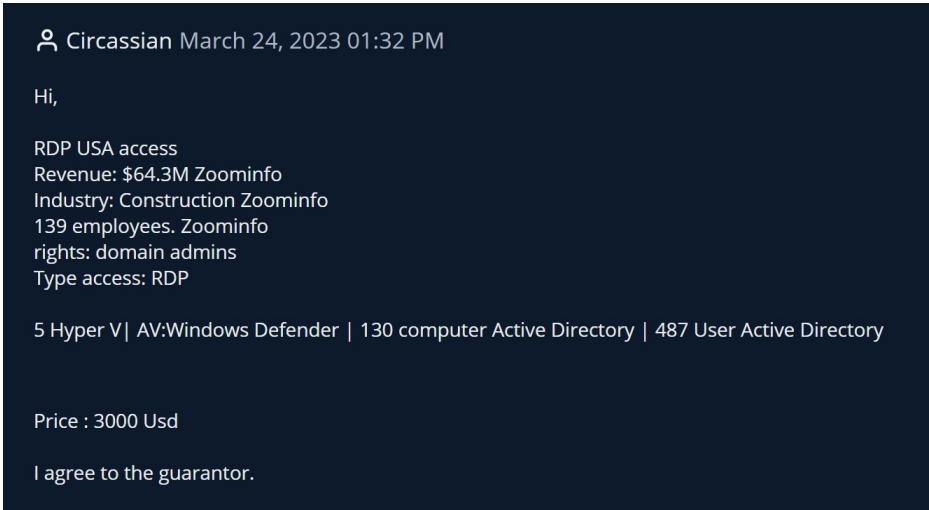 Circassian March 24, 2023 01:32 PM
Hi,
RDP USA access
Revenue: $64.3M Zoominfo
Industry: Construction Zoominfo
139 employees. Zoominfo
rights: domain admins
Type access: RDP
5 Hyper V| AV:Windows Defender | 130 computer Active Directory | 487 User Active Directory
Price : 3000 Usd
I agree to the guarantor.